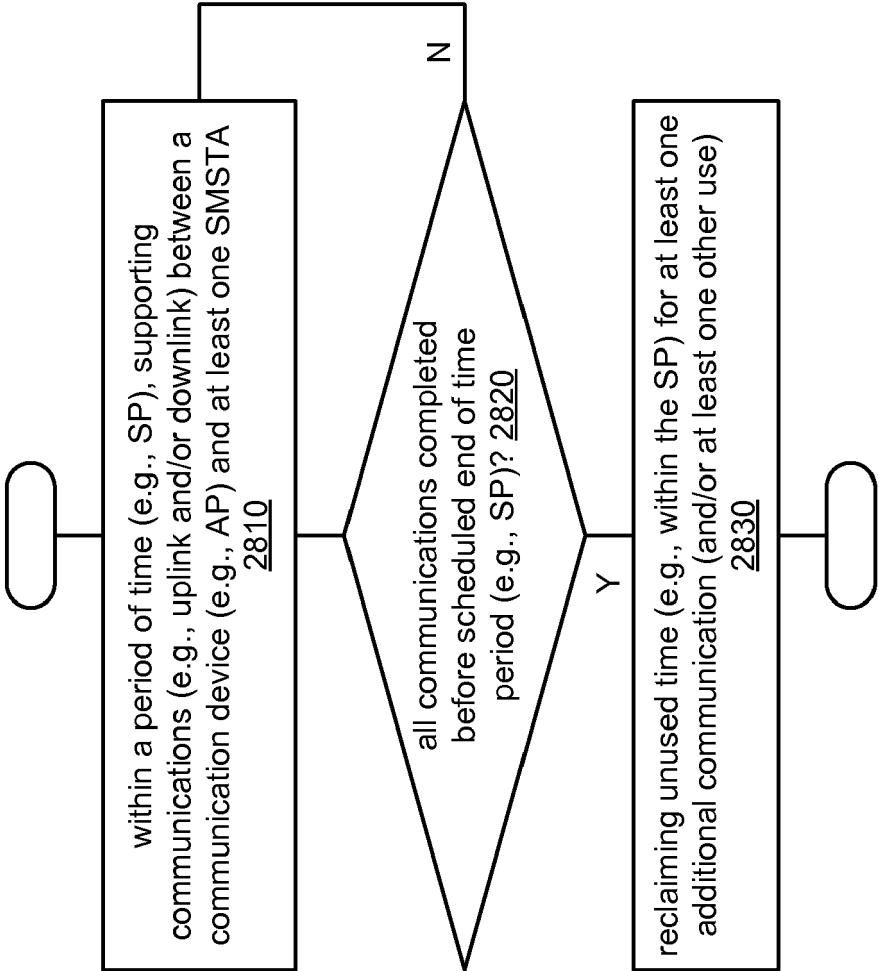 within a period of time (e.g., SP), supporting
communications (e.g., uplink and/or downlink) between a
communication device (e.g., AP) and at least one SMSTA
2810
N
all communications completed
before scheduled end of time
period (e.g., SP)? 2820
Y
reclaiming unused time (e.g., within the SP) for at least one
additional communication (and/or at least one other use)
2830